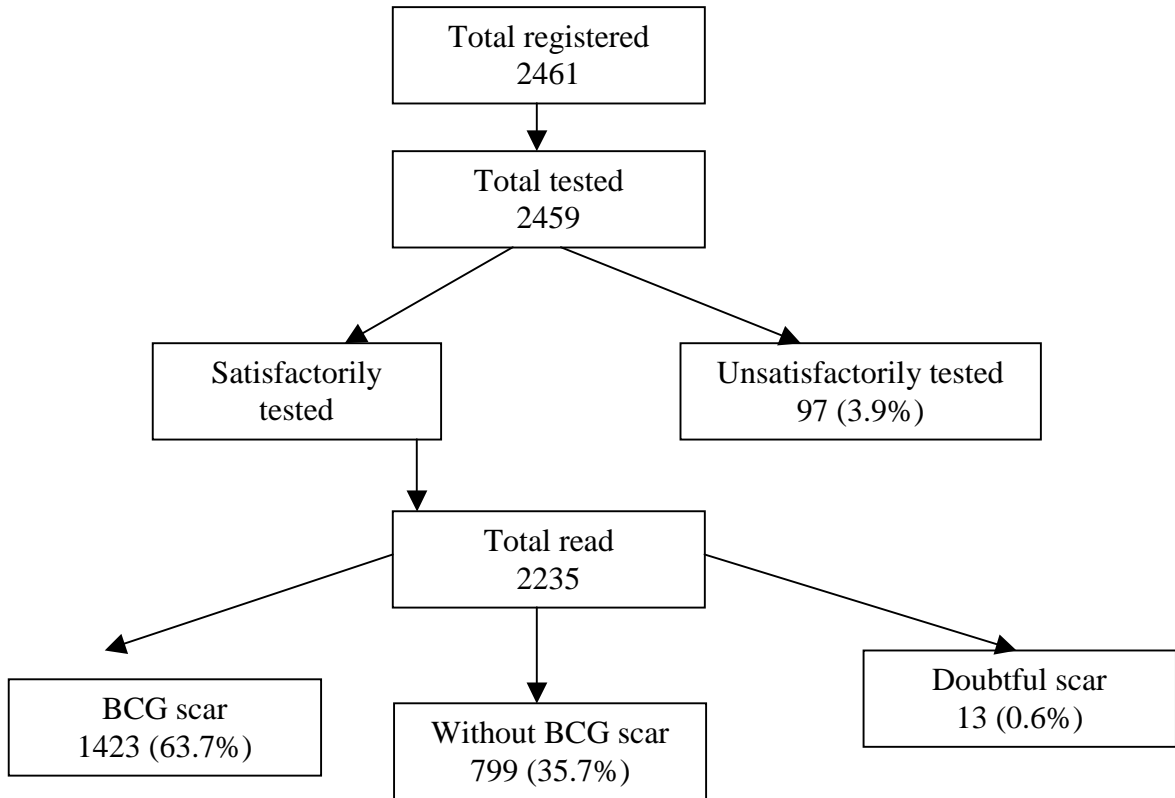 Total registered
2461
Total tested
2459
Satisfactorily
tested
Unsatisfactorily tested
97 (3.9%)
Total read
2235
BCG scar
1423 (63.7%)
Without BCG scar
799 (35.7%)
Doubtful scar
13 (0.6%)